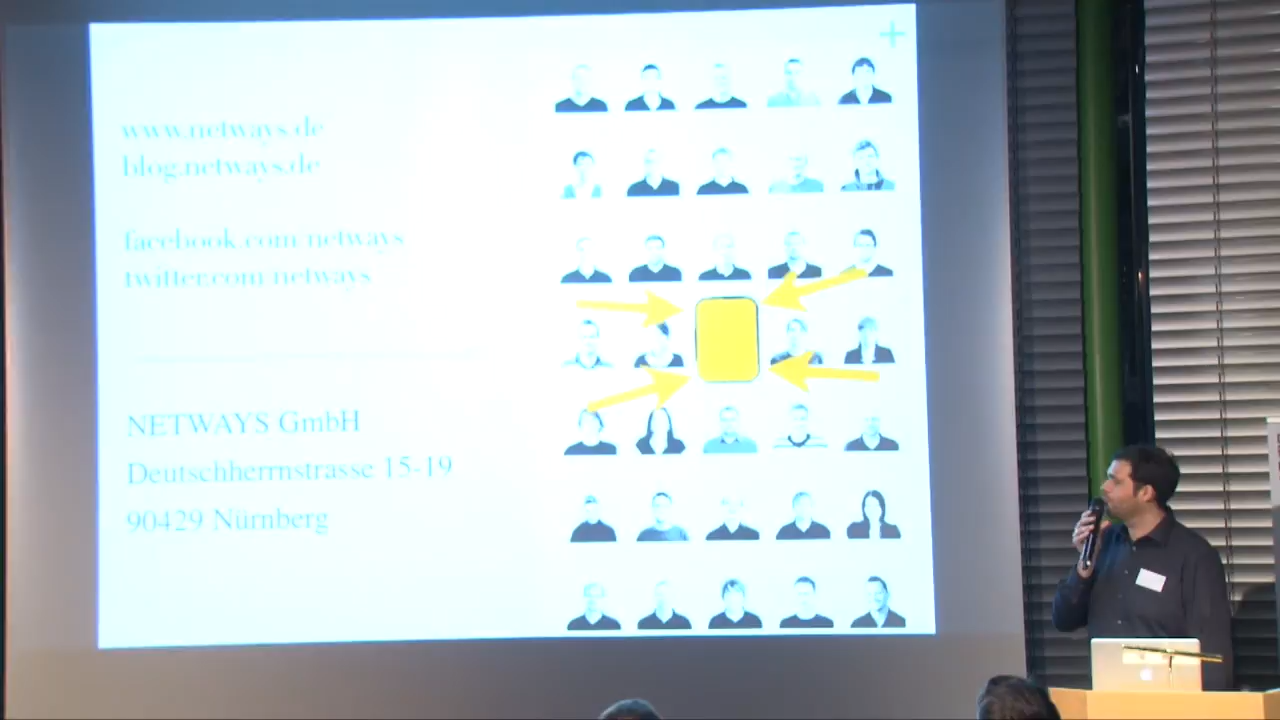 www.netways.de
blog.netways.de
facebook.com/netways
twitter.com/netways
NETWAYS GmbH
Deutschherrnstrasse 15-19
90429 Nürnberg